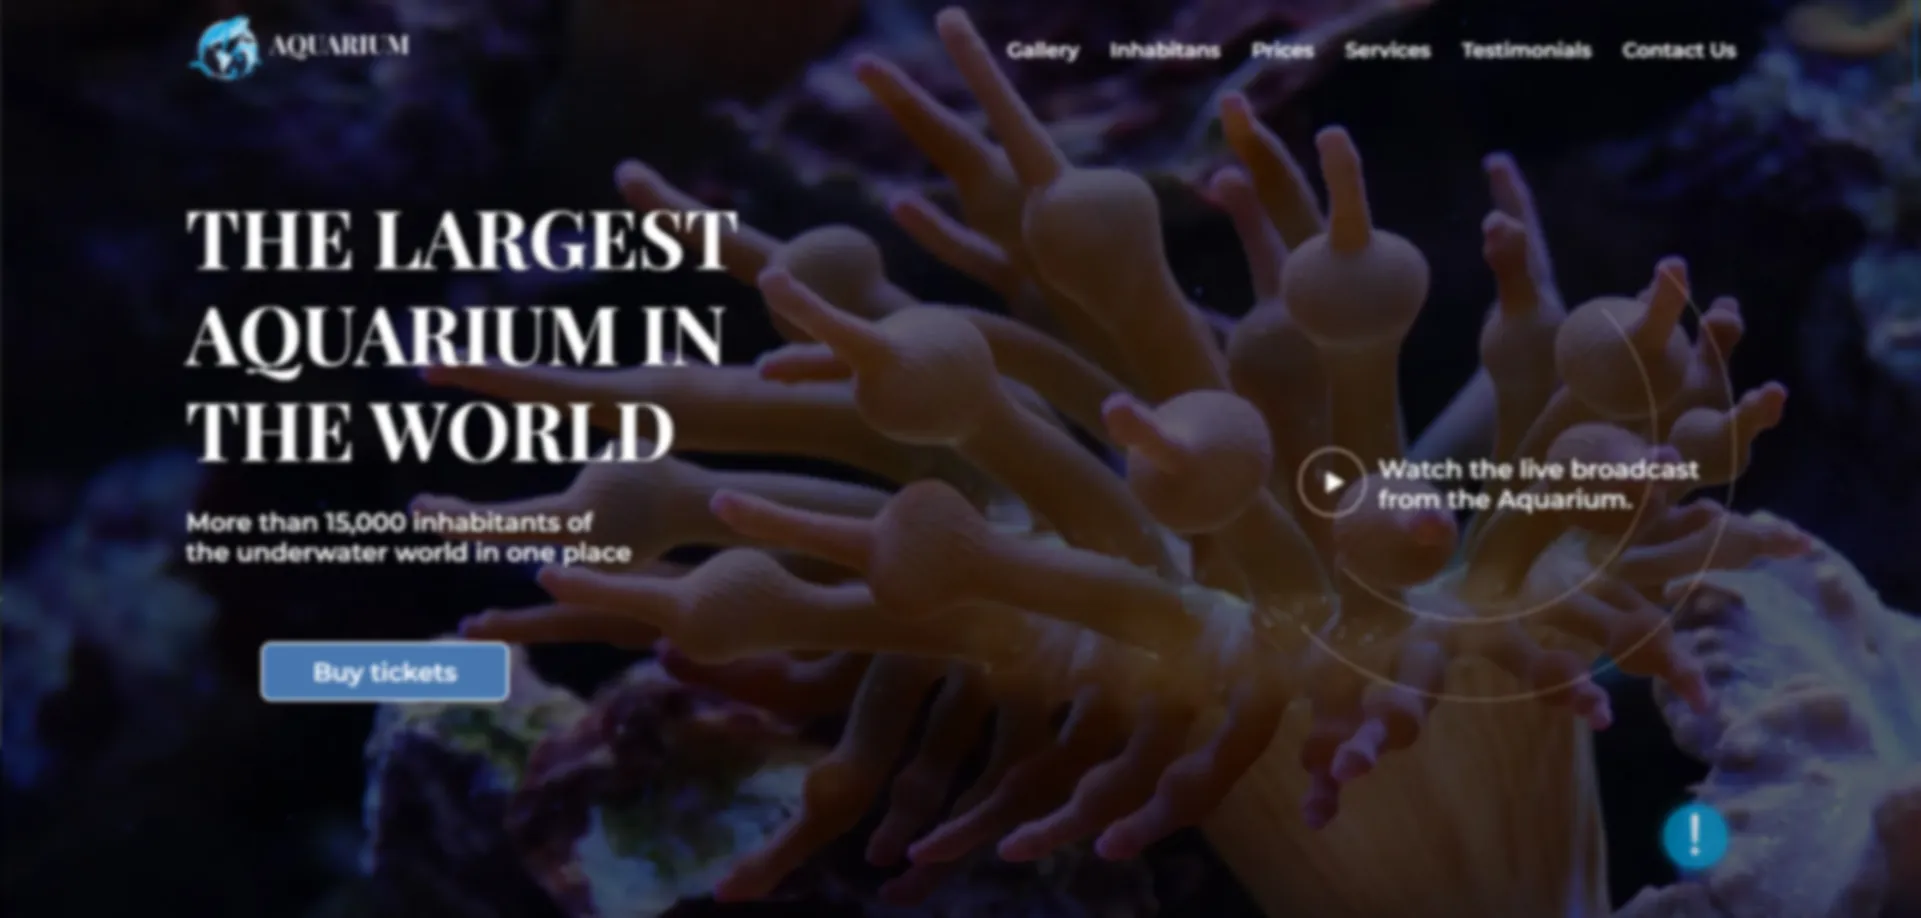 AQUARIUM
Gallery Inhabitans Prices Services Testimonials Contact Us
THE LARGEST
AQUARIUM IN
THE WORLD
More than 15,000 inhabitants of
the underwater world in one place
Watch the live broadcast
from the Aquarium.
Buy tickets
!